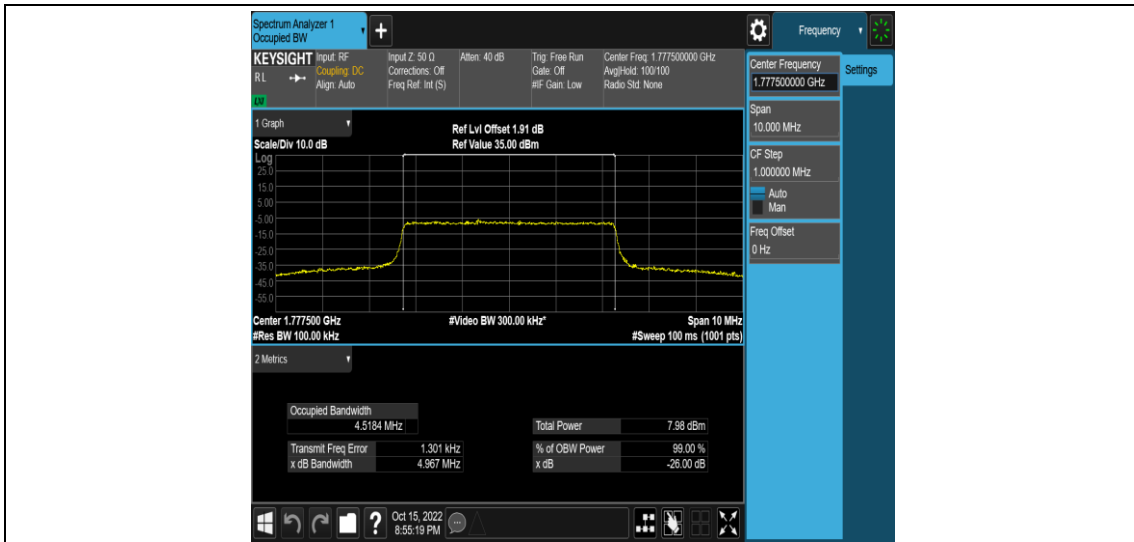 Spectrum Analyzer 1
Occupied BW
+
Frequency
KEYSIGHT
RL
LXI
Input: RF
Coupling: DC
Align: Auto
Input Z: 50 Ω
Corrections: Off
Freq Ref: Int (S)
Atten: 40 dB
Trig: Free Run
Gate: Off
#IF Gain: Low
Center Freq: 1.777500000 GHz
Avg|Hold: 100/100
Radio Std: None
Center Frequency
1.777500000 GHz
Settings
Span
10.000 MHz
CF Step
1.000000 MHz
Auto
Man
Freq Offset
0 Hz
1 Graph
Scale/Div 10.0 dB
Ref Lvl Offset 1.91 dB
Ref Value 35.00 dBm
Log
25.0
15.0
5.00
-5.00
-15.0
-25.0
-35.0
-45.0
-55.0
Center 1.777500 GHz
#Video BW 300.00 kHz*
Span 10 MHz
#Res BW 100.00 kHz
#Sweep 100 ms (1001 pts)
2 Metrics
Occupied Bandwidth
4.5184 MHz
Total Power 7.98 dBm
Transmit Freq Error 1.301 kHz
% of OBW Power 99.00 %
x dB Bandwidth 4.967 MHz
x dB -26.00 dB
?
Oct 15, 2022
8:55:19 PM